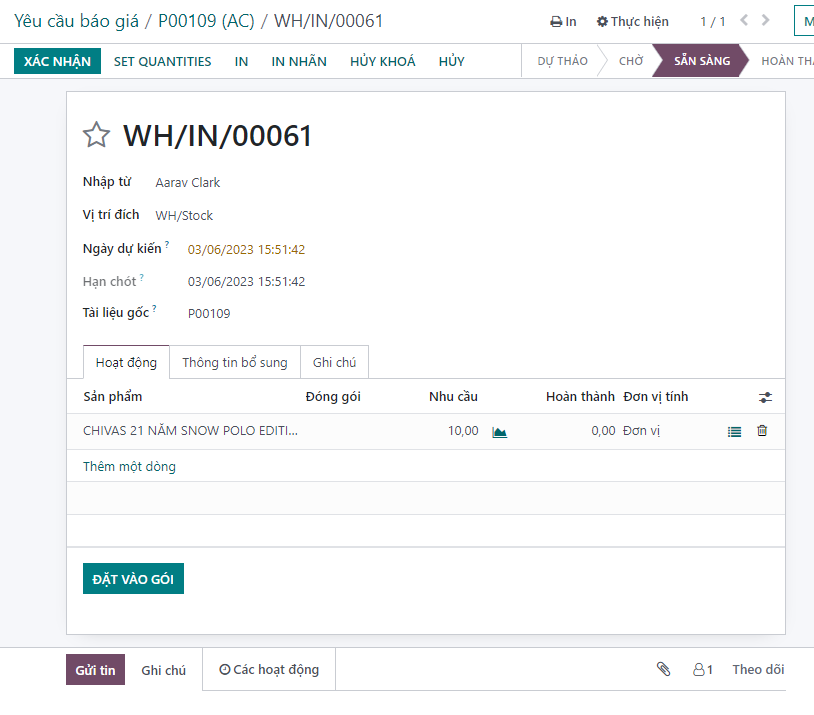 Yêu cầu báo giá / P00109 (AC) / WH/IN/00061 In Thực hiện 1 / 1
XÁC NHẬN SET QUANTITIES IN IN NHÃN HỦY KHOÁ HỦY DỰ THẢO CHỜ SẴN SÀNG
WH/IN/00061
Nhập từ Aarav Clark
Vị trí đích WH/Stock
Ngày dự kiến ? 03/06/2023 15:51:42
Hạn chót ? 03/06/2023 15:51:42
Tài liệu gốc ? P00109
Hoạt động Thông tin bổ sung Ghi chú
Sản phẩm Đóng gói Nhu cầu Hoàn thành Đơn vị tính
CHIVAS 21 NĂM SNOW POLO EDITI... 10,00 0,00 Đơn vị
Thêm một dòng
ĐẶT VÀO GÓI
Gửi tin Ghi chú Các hoạt động 1 Theo dõi